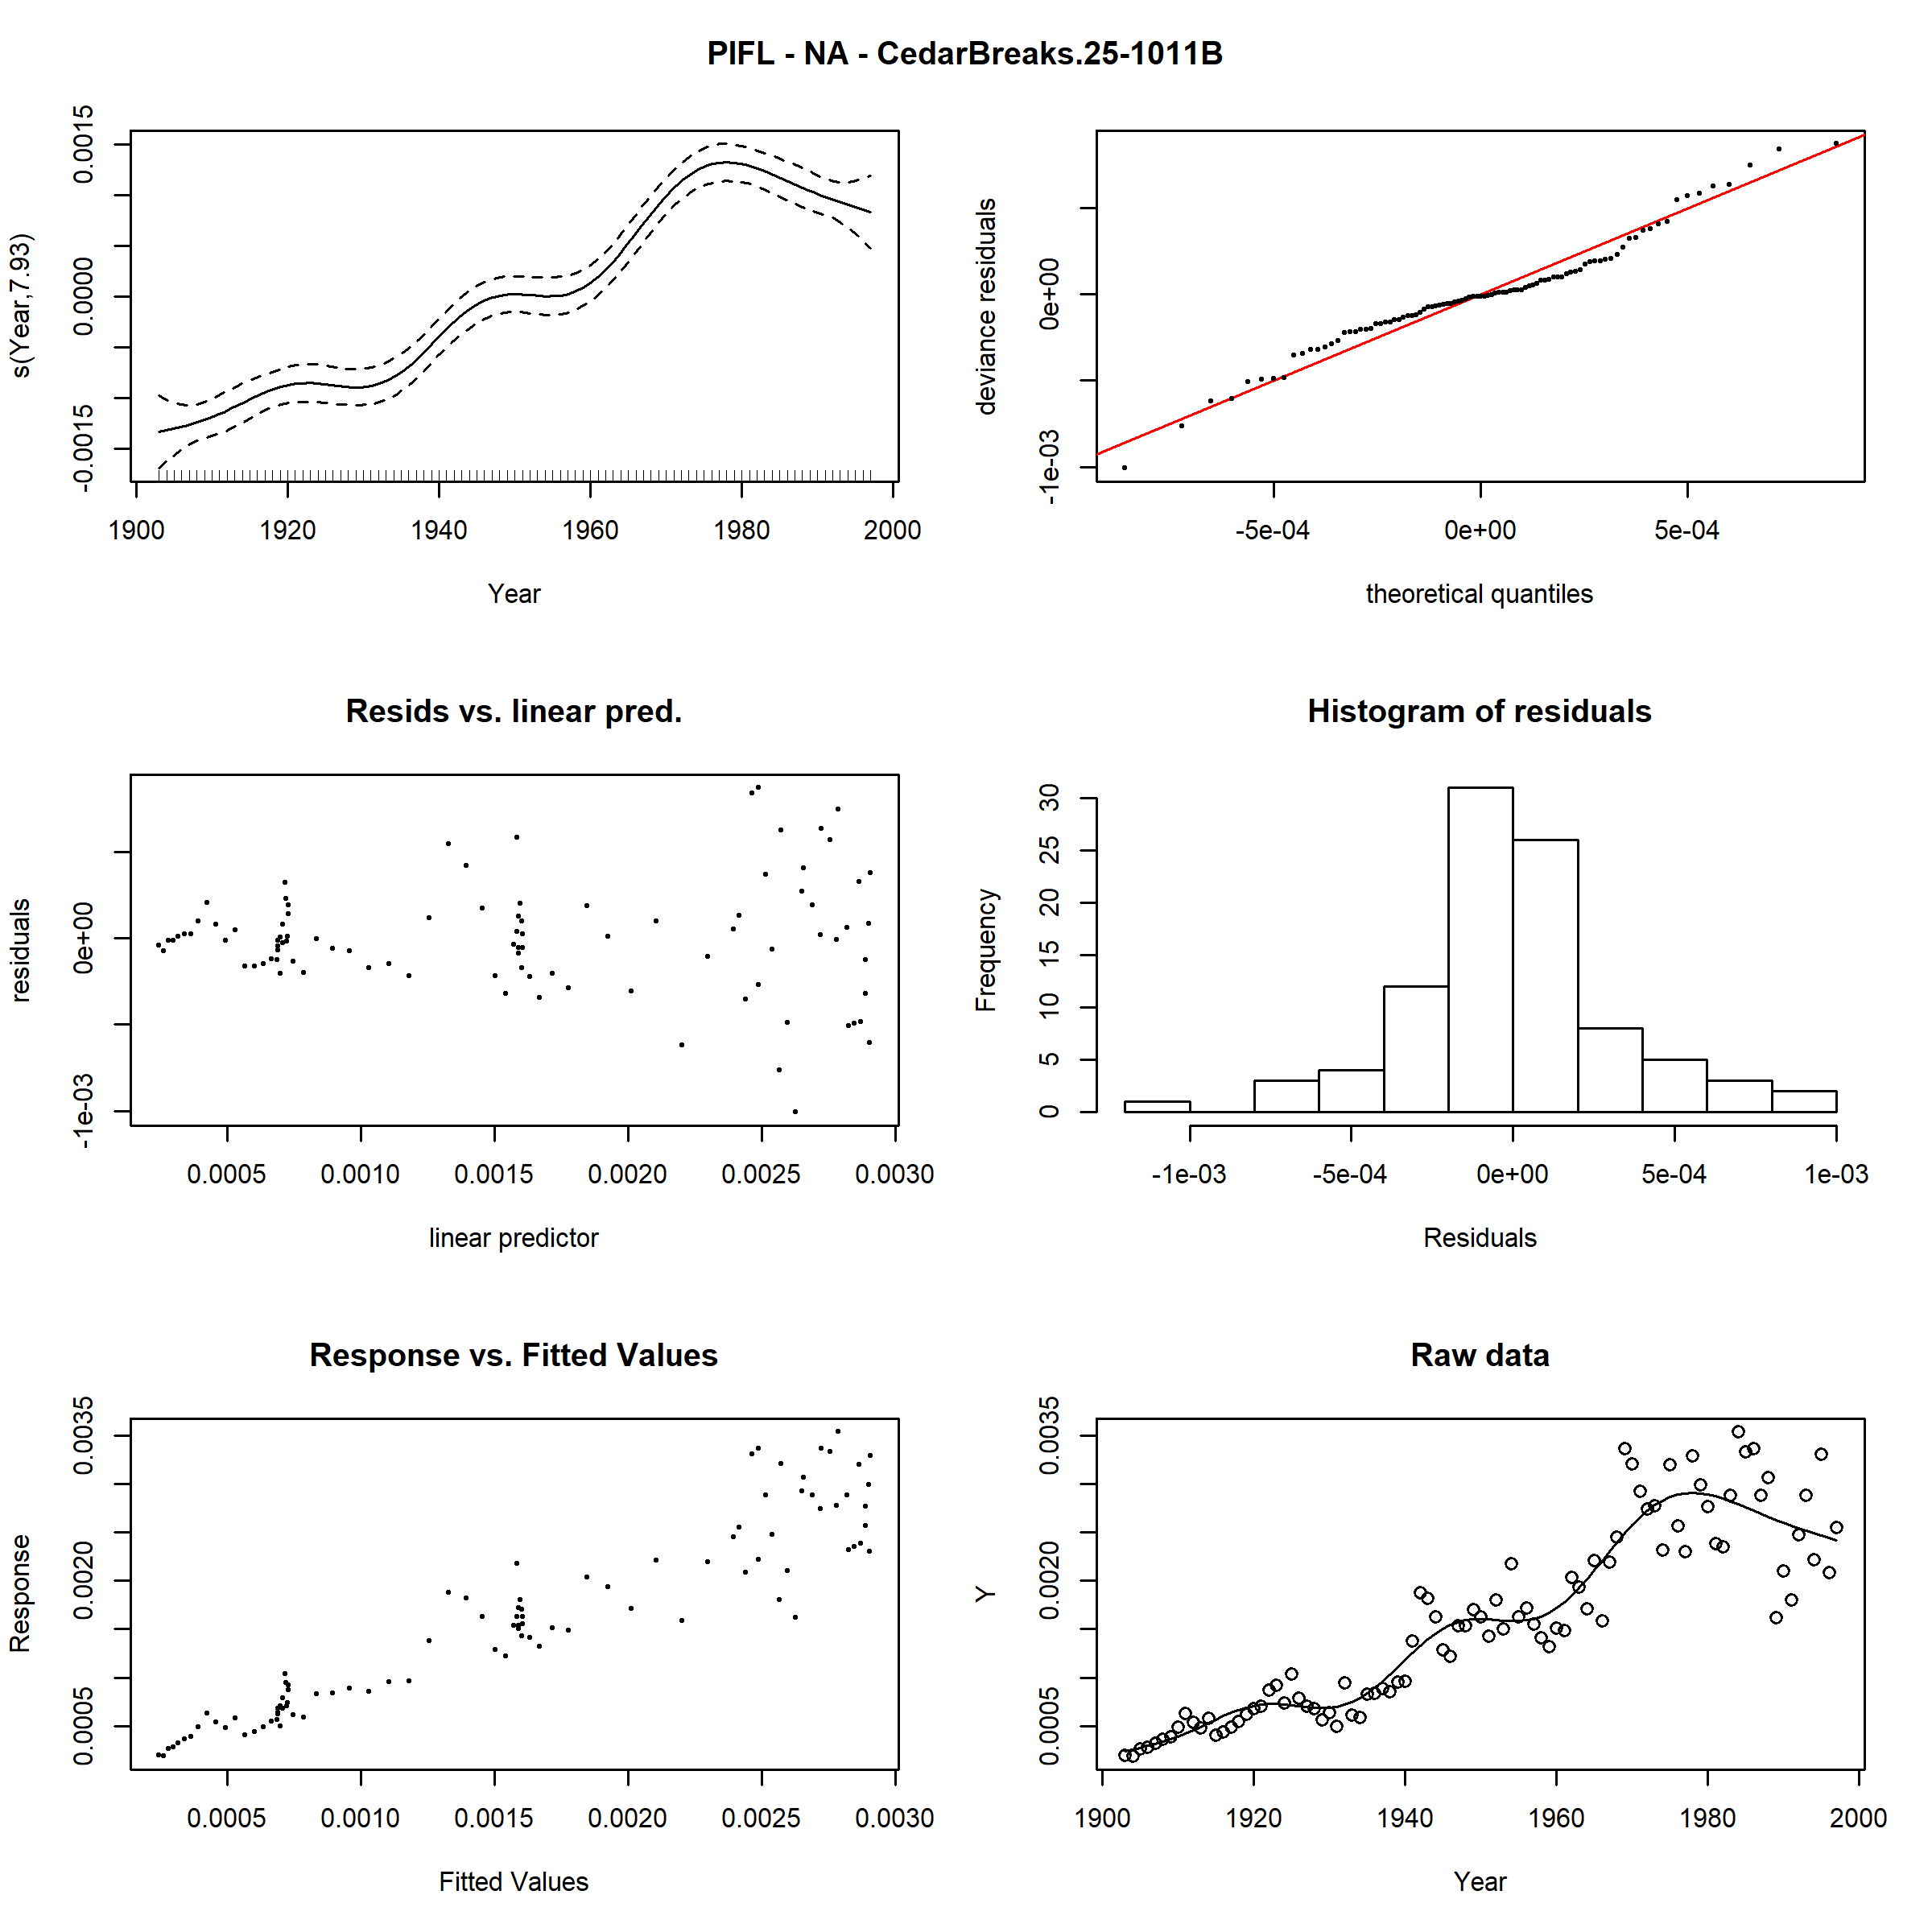 PIFL - NA - CedarBreaks.25-1011B
s(Year,7.93)
-0.0015 0.0000 0.0015
1900 1920 1940 1960 1980 2000
Year
deviance residuals
-1e-03 0e+00
-5e-04 0e+00 5e-04
theoretical quantiles
Resids vs. linear pred.
residuals
-1e-03 0e+00
0.0005 0.0010 0.0015 0.0020 0.0025 0.0030
linear predictor
Histogram of residuals
Frequency
0 5 10 15 20 25 30
-1e-03 -5e-04 0e+00 5e-04 1e-03
Residuals
Response vs. Fitted Values
Response
0.0005 0.0020 0.0035
0.0005 0.0010 0.0015 0.0020 0.0025 0.0030
Fitted Values
Raw data
Y
0.0005 0.0020 0.0035
1900 1920 1940 1960 1980 2000
Year